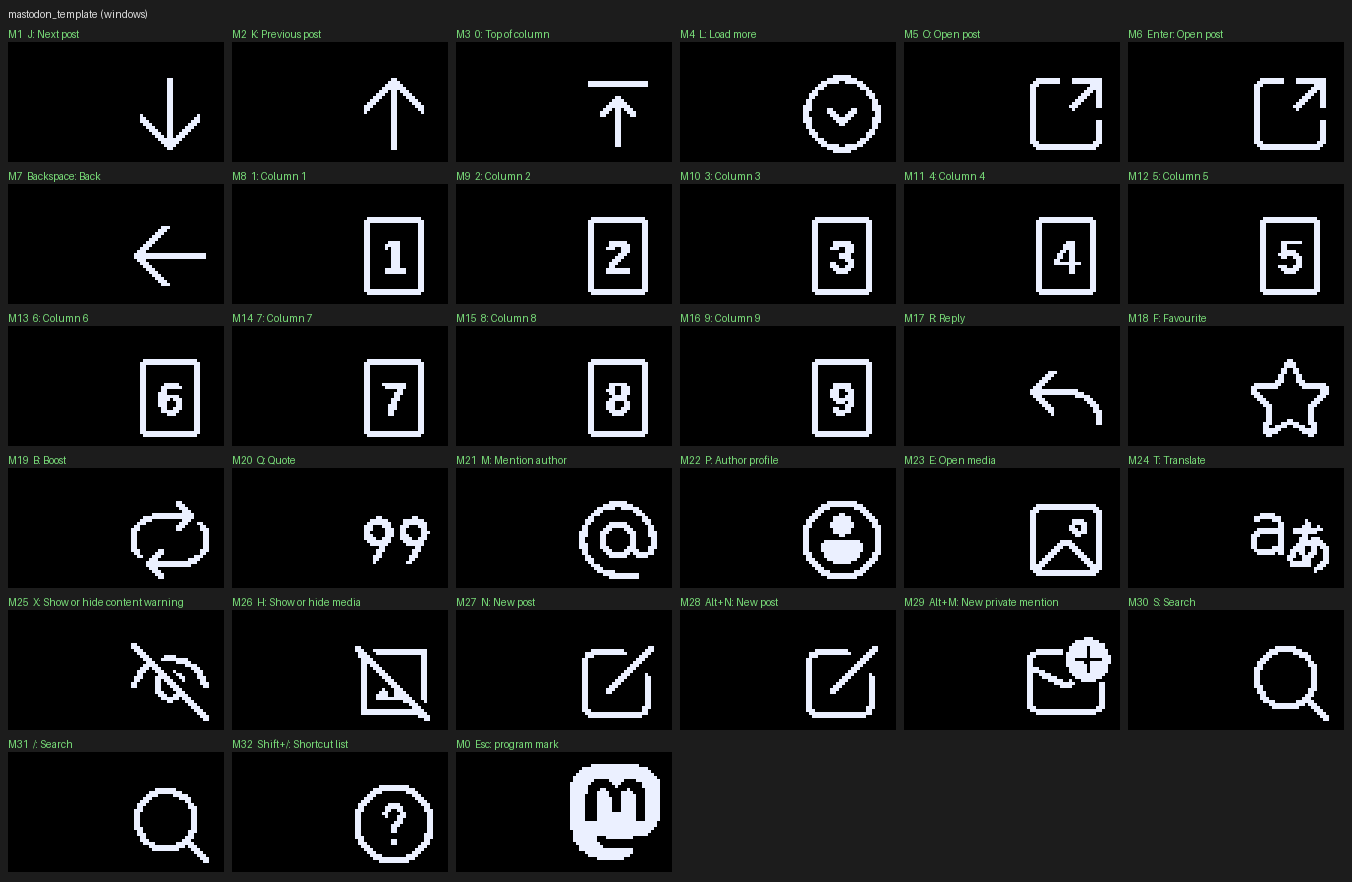 mastodon_template (windows)
M1 J: Next post
M2 K: Previous post
M3 0: Top of column
M4 L: Load more
M5 O: Open post
M6 Enter: Open post
M7 Backspace: Back
M8 1: Column 1
M9 2: Column 2
M10 3: Column 3
M11 4: Column 4
M12 5: Column 5
1
2
3
4
5
M13 6: Column 6
M14 7: Column 7
M15 8: Column 8
M16 9: Column 9
M17 R: Reply
M18 F: Favourite
6
7
8
9
M19 B: Boost
M20 Q: Quote
M21 M: Mention author
M22 P: Author profile
M23 E: Open media
M24 T: Translate
99
@
aあ
M25 X: Show or hide content warning
M26 H: Show or hide media
M27 N: New post
M28 Alt+N: New post
M29 Alt+M: New private mention
M30 S: Search
M31 /: Search
M32 Shift+/: Shortcut list
M0 Esc: program mark
?
m